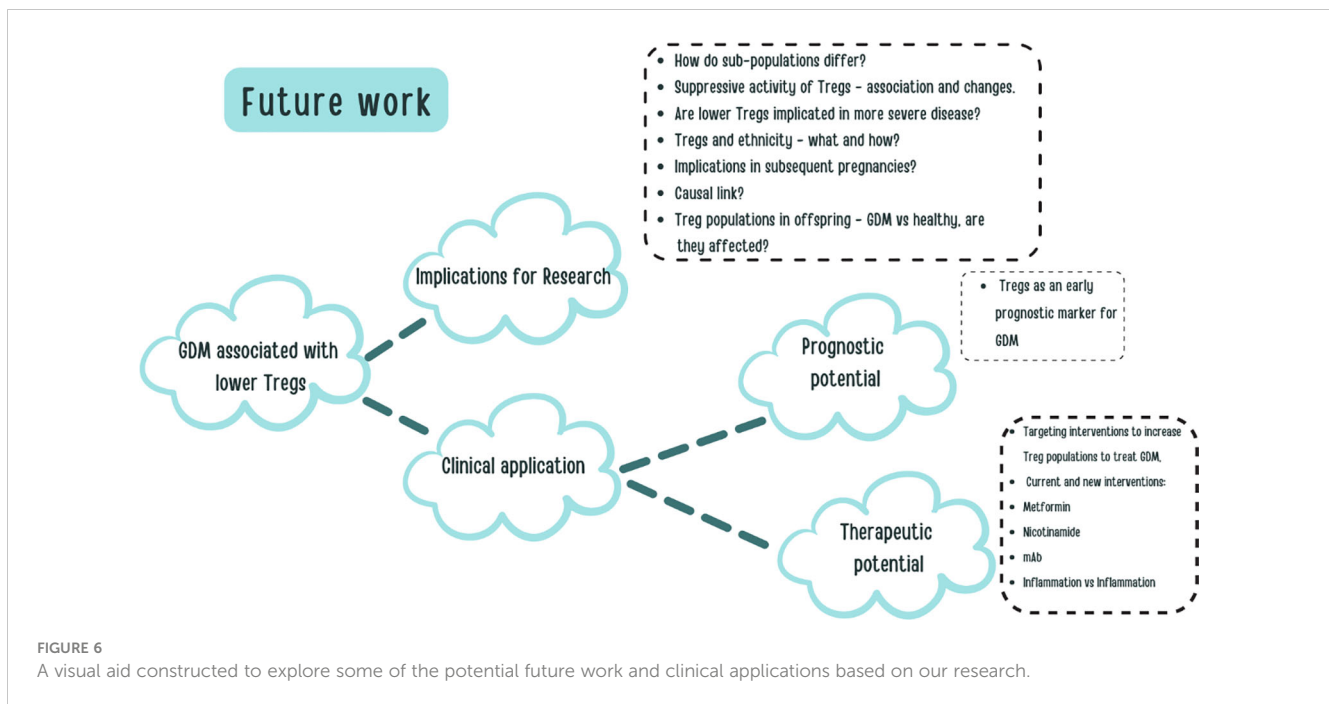 Future work
• How do sub-populations differ?
• Suppressive activity of Tregs - association and changes.
• Are lower Tregs implicated in more severe disease?
• Tregs and ethnicity - what and how?
• Implications in subsequent pregnancies?
• Causal link?
• Treg populations in offspring - GDM vs healthy, are
they affected?
Implications for Research
GDM associated with
lower Tregs
Clinical application
Prognostic
potential
• Tregs as an early
prognostic marker for
GDM
Therapeutic
potential
• Targeting interventions to increase
Treg populations to treat GDM.
• Current and new interventions:
• Metformin
• Nicotinamide
• mAb
• Inflammation vs Inflammation
FIGURE 6
A visual aid constructed to explore some of the potential future work and clinical applications based on our research.